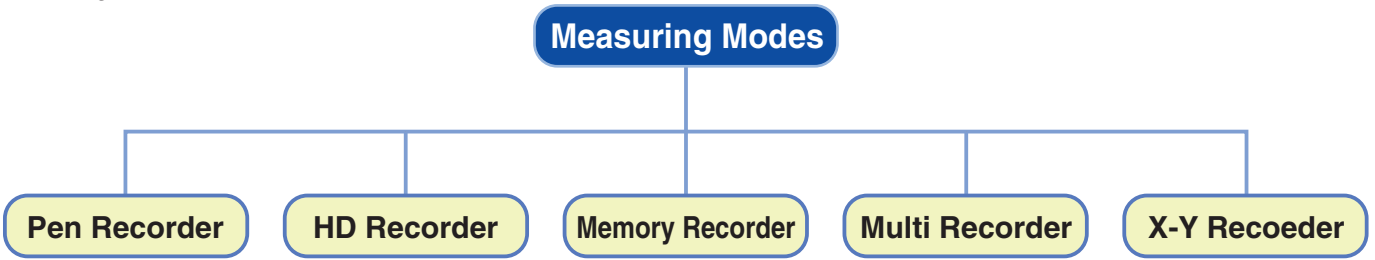 Measuring Modes
Pen Recorder
HD Recorder
Memory Recorder
Multi Recorder
X-Y Recoeder